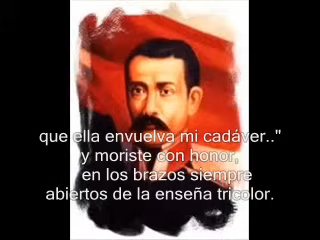 que ella envuelva mi cadáver.."
y moriste con honor,
en los brazos siempre
abiertos de la enseña tricolor.